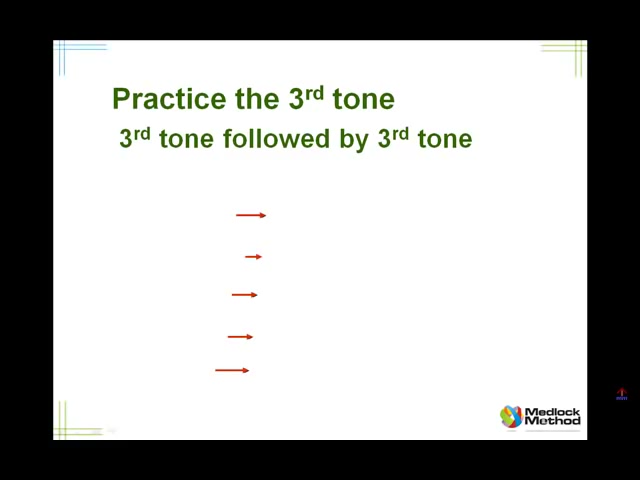 Practice the 3rd tone
3rd tone followed by 3rd tone
Medlock
Method